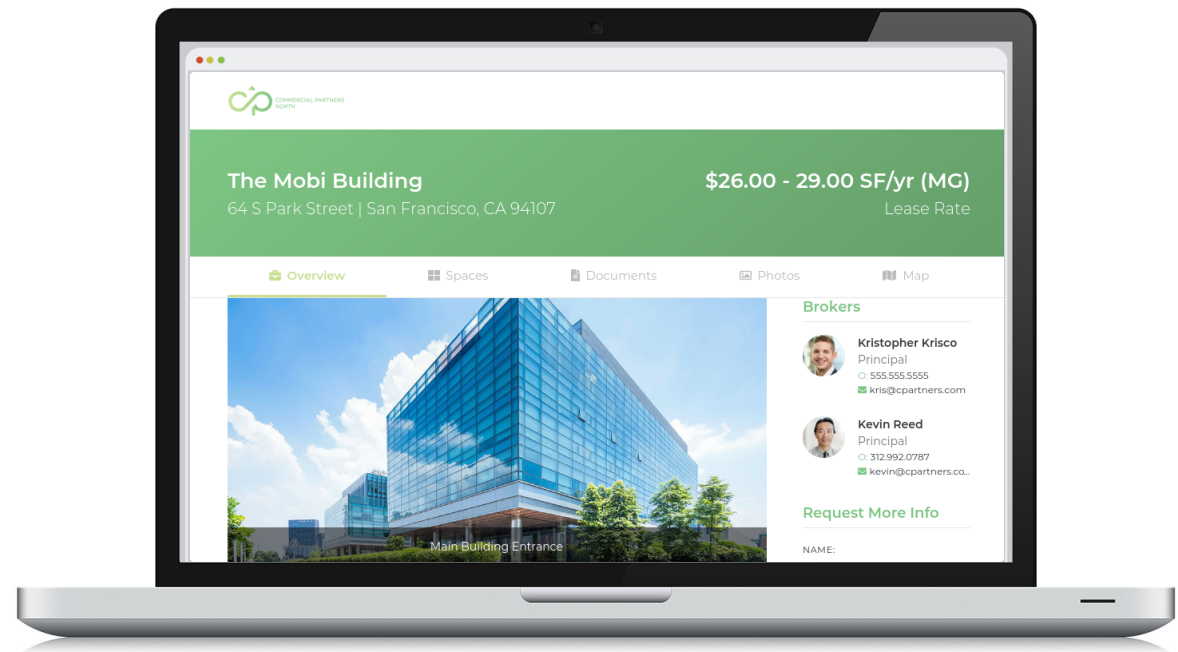 COMMERCIAL PARTNERS
NORTH
The Mobi Building
64 S Park Street | San Francisco, CA 94107
$26.00 - 29.00 SF/yr (MG)
Lease Rate
Overview
Spaces
Documents
Photos
Map
Main Building Entrance
Brokers
Kristopher Krisco
Principal
O: 555.555.5555
kris@cpartners.com
Kevin Reed
Principal
O: 312.992.0787
kevin@cpartners.co...
Request More Info
NAME: